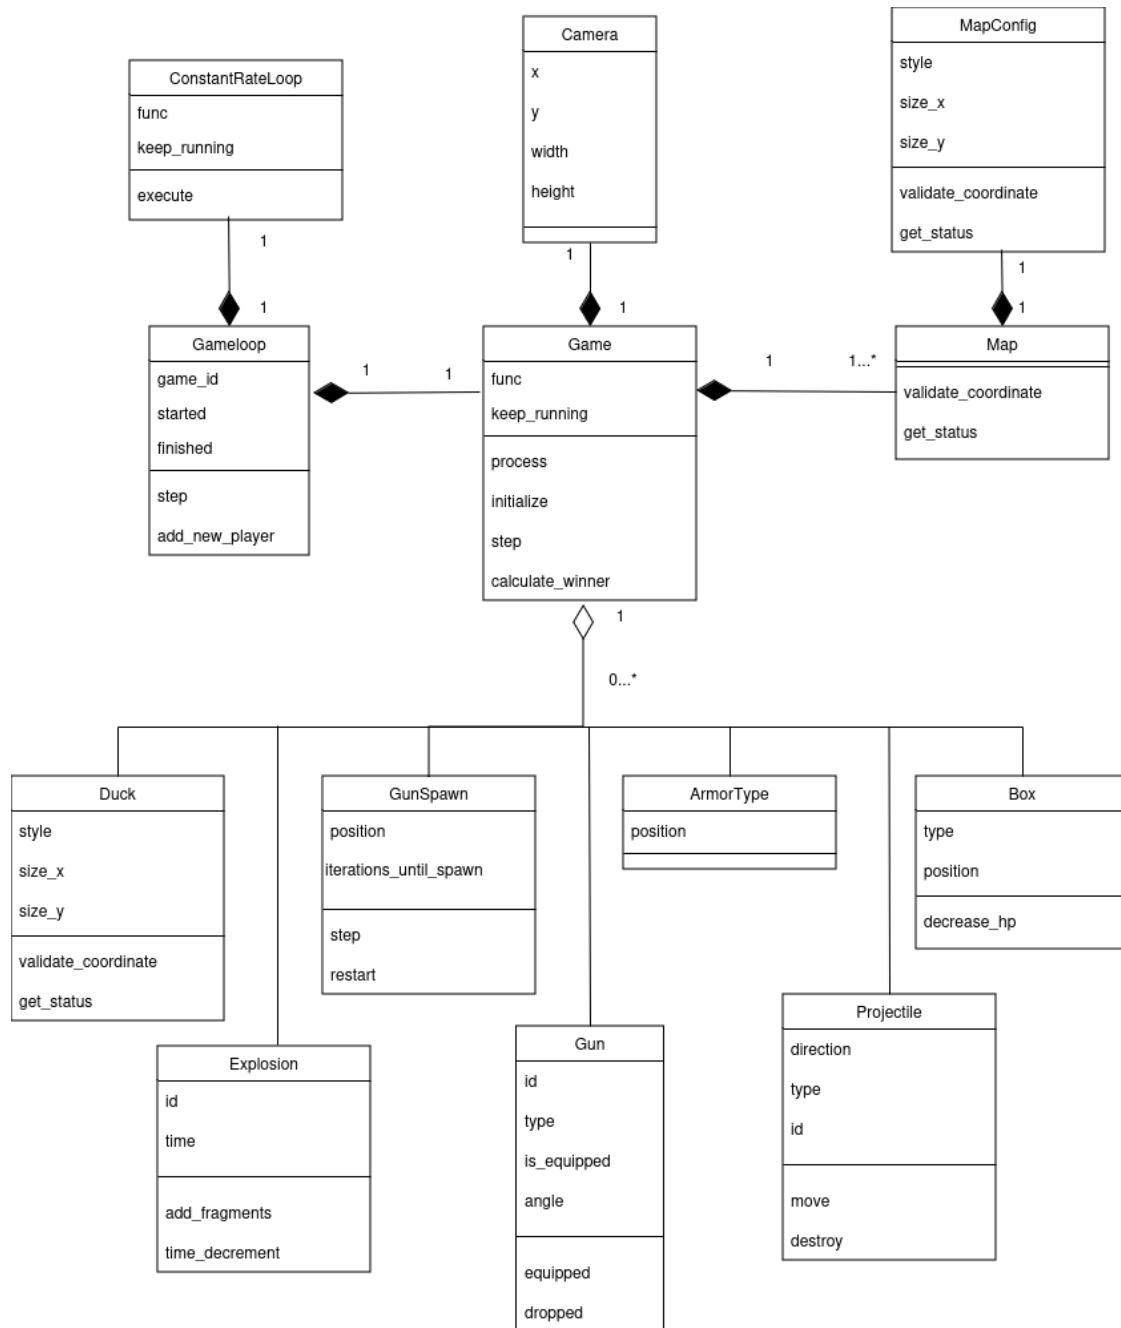 ConstantRateLoop
func
keep_running
execute
1
1
Camera
x
y
width
height
1
1
MapConfig
style
size_x
size_y
validate_coordinate
get_status
1
1
Gameloop
game_id
started
finished
step
add_new_player
1
1
Game
func
keep_running
process
initialize
step
calculate_winner
1
1...*
Map
validate_coordinate
get_status
1
0...*
Duck
style
size_x
size_y
validate_coordinate
get_status
GunSpawn
position
iterations_until_spawn
step
restart
ArmorType
position
Box
type
position
decrease_hp
Explosion
id
time
add_fragments
time_decrement
Gun
id
type
is_equipped
angle
equipped
dropped
Projectile
direction
type
id
move
destroy